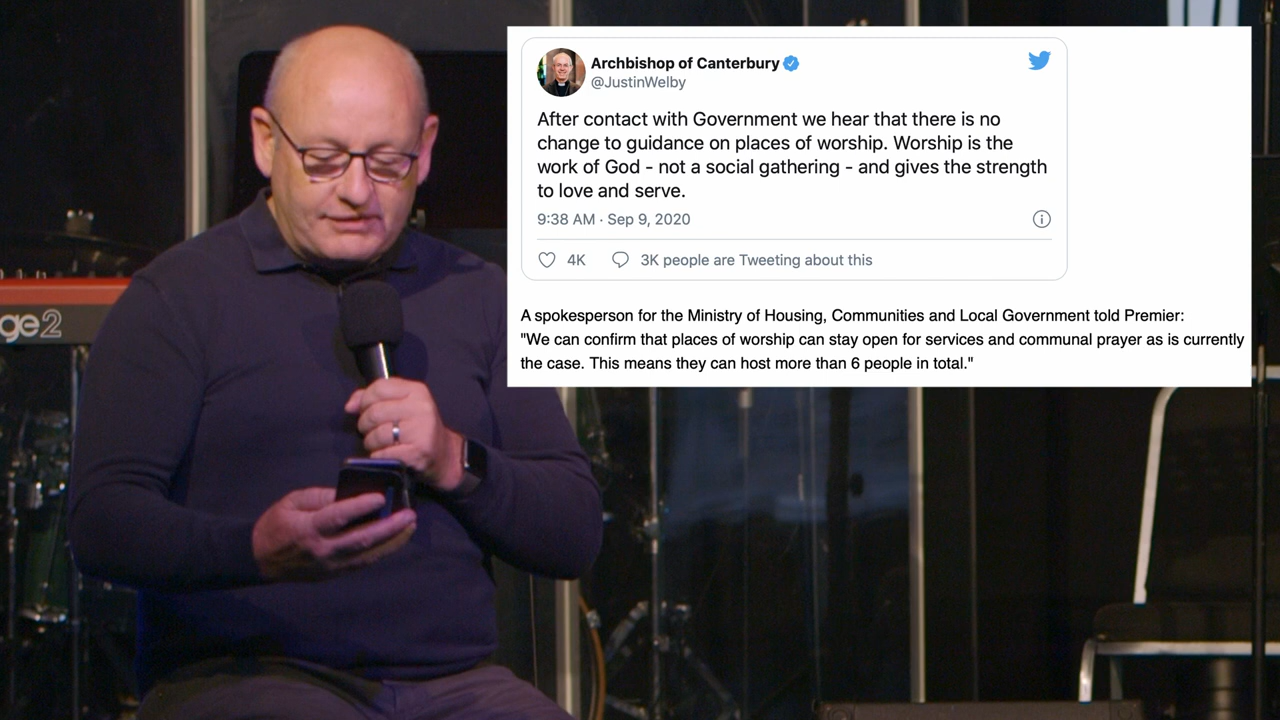 Archbishop of Canterbury
@JustinWelby
After contact with Government we hear that there is no
change to guidance on places of worship. Worship is the
work of God - not a social gathering - and gives the strength
to love and serve.
9:38 AM · Sep 9, 2020
4K 3K people are Tweeting about this
A spokesperson for the Ministry of Housing, Communities and Local Government told Premier:
"We can confirm that places of worship can stay open for services and communal prayer as is currently
the case. This means they can host more than 6 people in total."
ge2